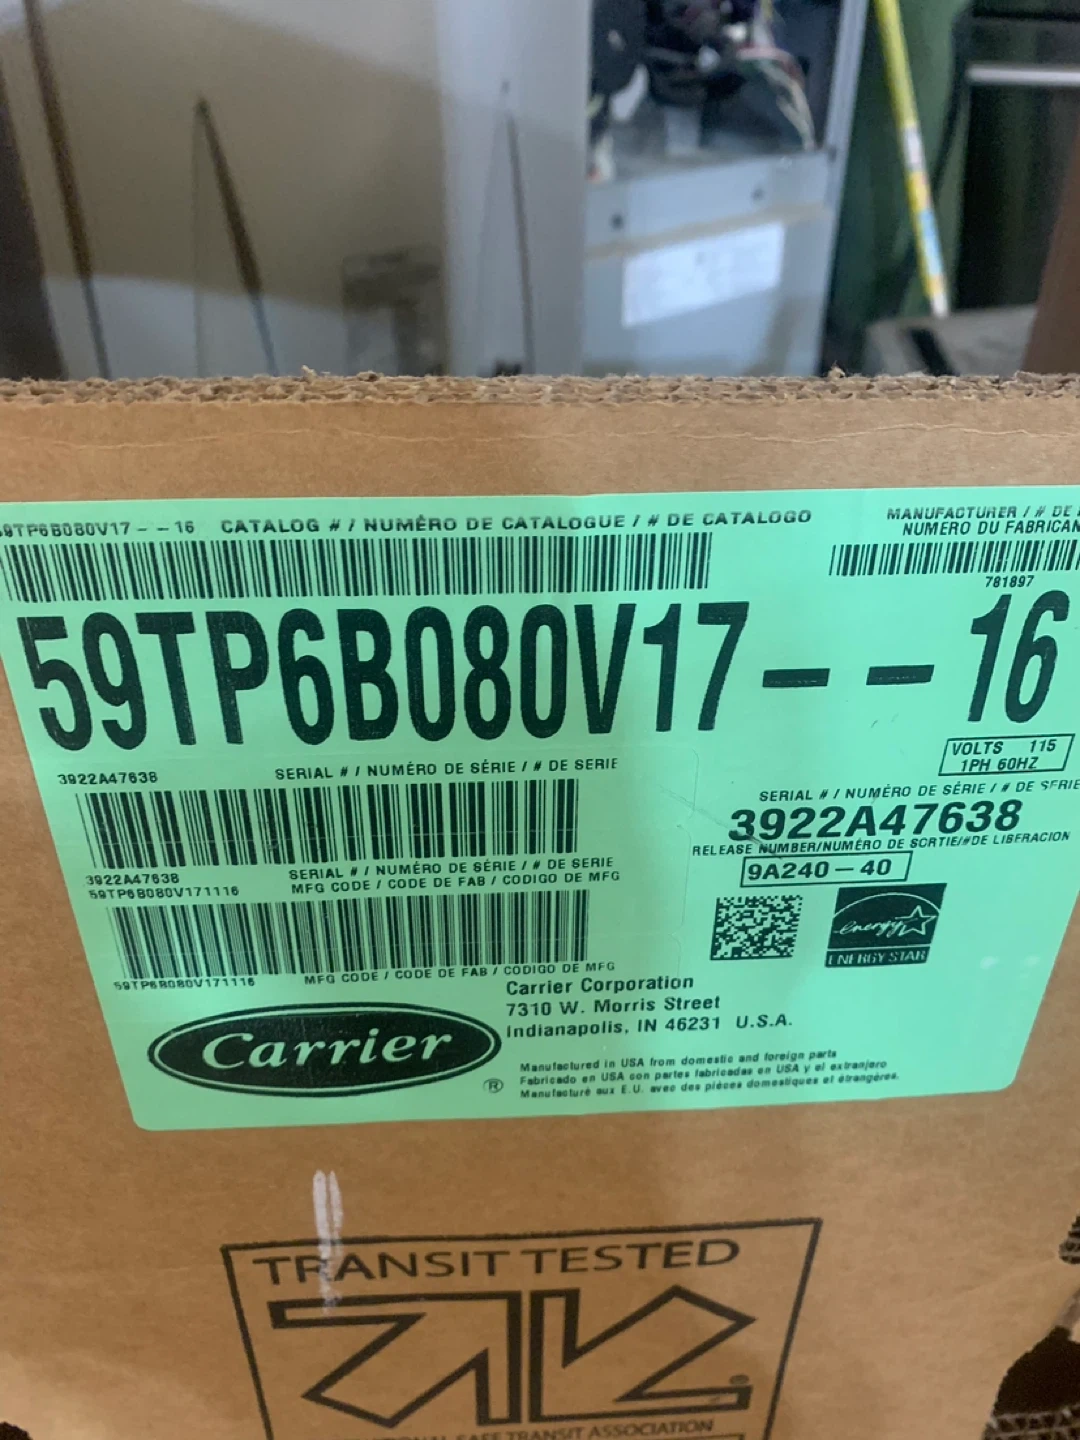 59TP6B080V17 - - 16 CATALOG # / NUMÉRO DE CATALOGUE / # DE CATALOGO
MANUFACTURER / # DE
NUMERO DU FABRICAN
781897
59TP6B080V17 - - 16
VOLTS 115
1PH 60HZ
3922A47638 SERIAL # / NUMÉRO DE SÉRIE / # DE SERIE
SERIAL # / NUMÉRO DE SÉRIE / # DE SERIE
3922A47638
RELEASE NUMBER/NUMÉRO DE SORTIE/#DE LIBERACION
9A240 - 40
3922A47638 SERIAL # / NUMÉRO DE SÉRIE / # DE SERIE
59TP6B080V171116 MFG CODE / CODE DE FAB / CODIGO DE MFG
energy
ENERGY STAR
59TP6B080V171116 MFG CODE / CODE DE FAB / CODIGO DE MFG
Carrier
®
Carrier Corporation
7310 W. Morris Street
Indianapolis, IN 46231 U.S.A.
Manufactured in USA from domestic and foreign parts
Fabricado en USA con partes fabricadas en USA y el extranjero
Manufacturé aux E.U. avec des pièces domestiques et étrangères.
TRANSIT TESTED
SAFE TRANSIT ASSOCIATION